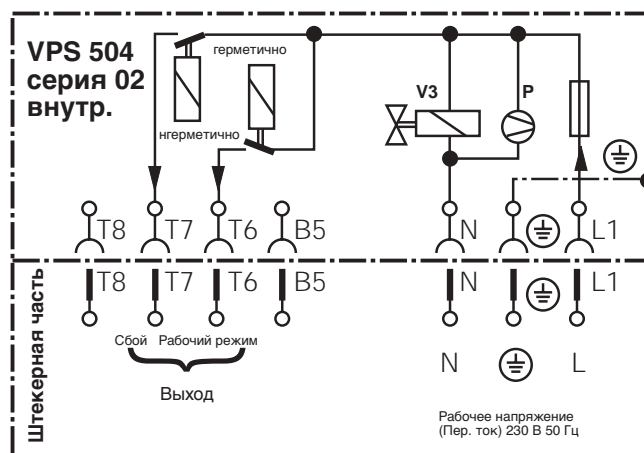 VPS 504
серия 02
внутр.
герметично
нгерметично
V3
P
T8
T7
T6
B5
N
L1
Штекерная часть
T8
T7
T6
B5
N
L1
Сбой
Рабочий режим
N
L
Выход
Рабочее напряжение
(Пер. ток) 230 В 50 Гц